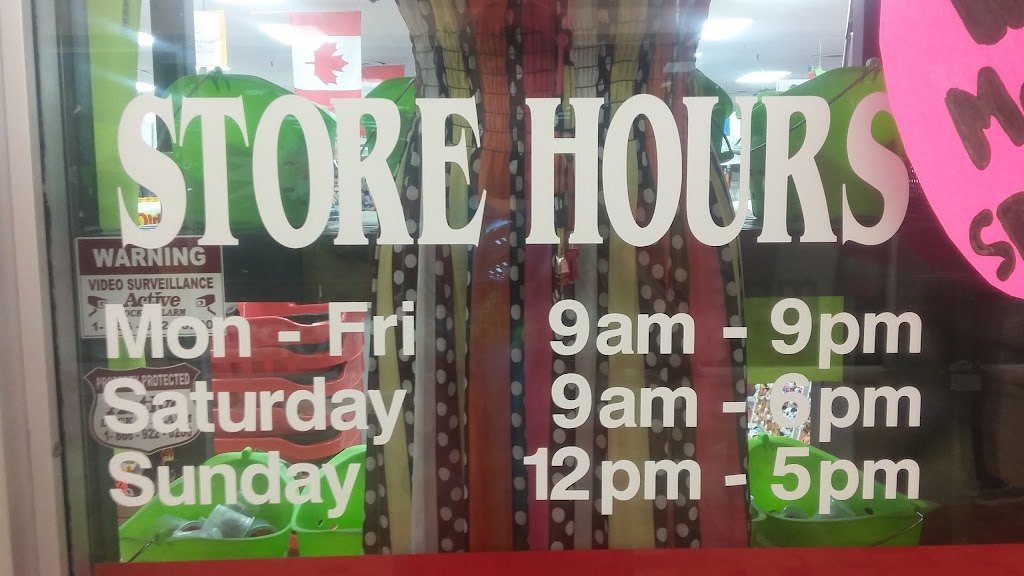 STORE HOURS
WARNING
VIDEO SURVEILLANCE
Active
Mon - Fri 9am - 9pm
Saturday 9am - 6pm
Sunday 12pm - 5pm